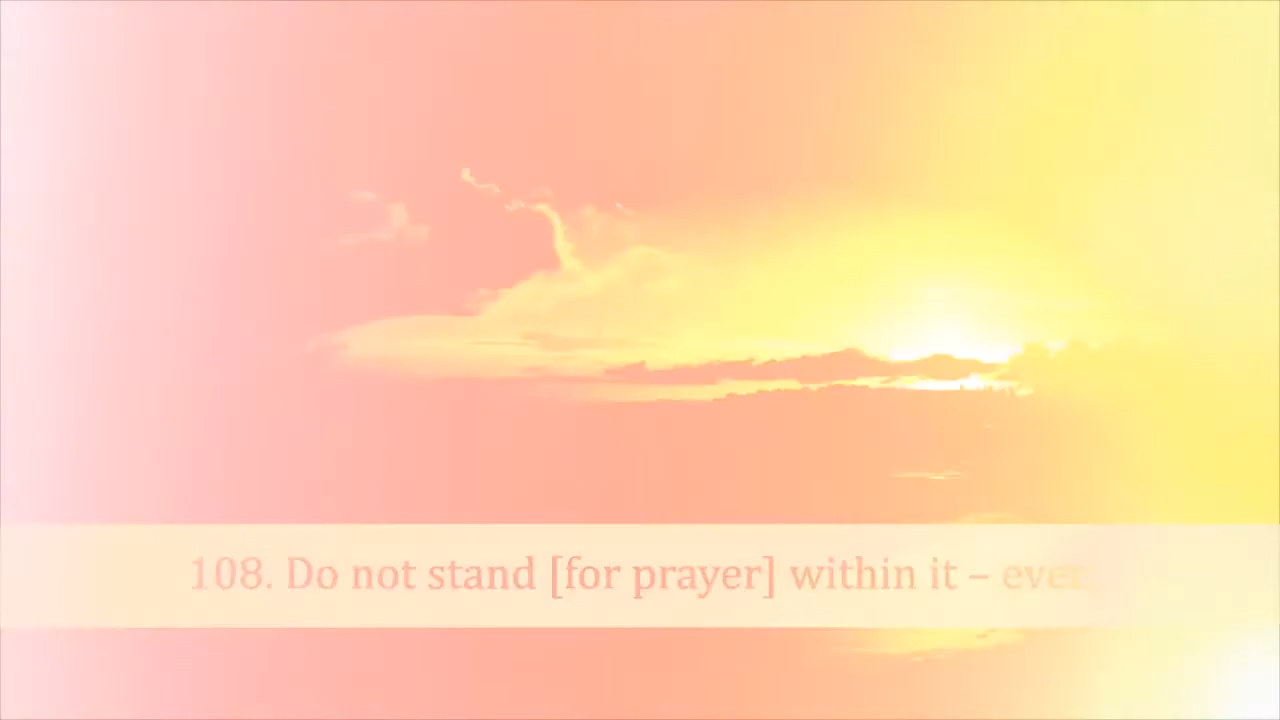 108. Do not stand [for prayer] within it – ever.